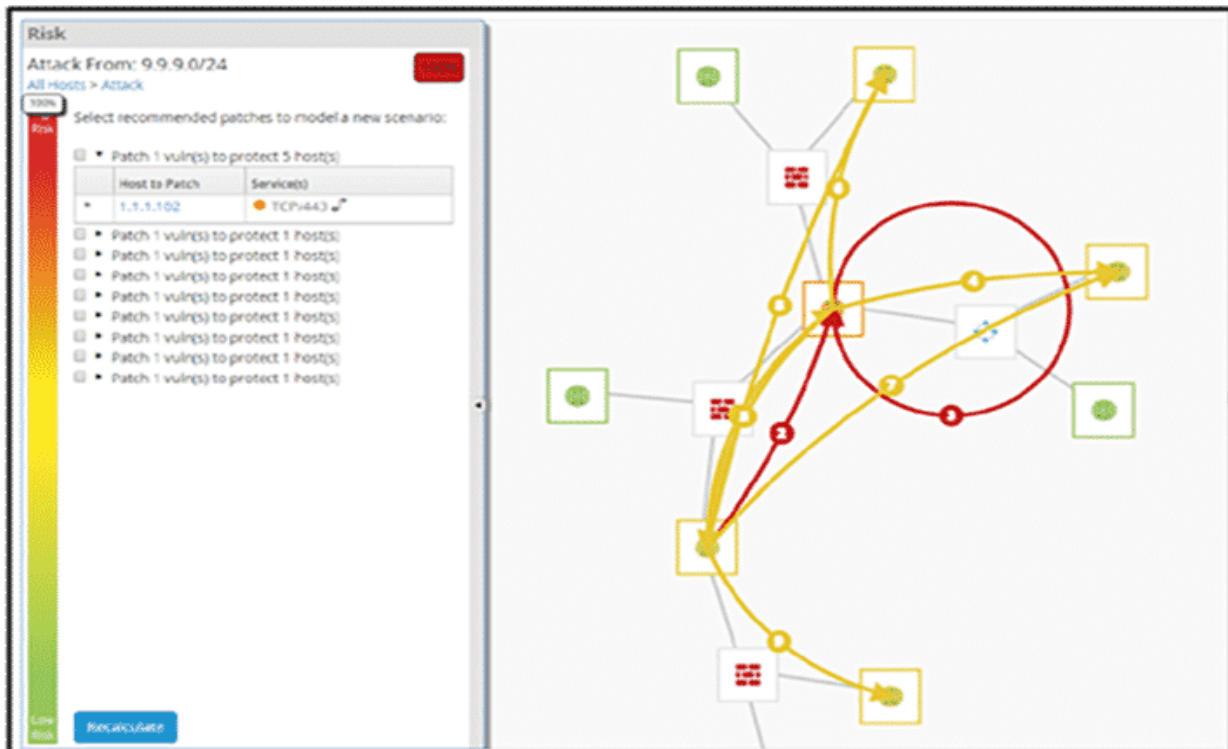 Risk
Attack From: 9.9.9.0/24
All Hosts > Attack
100%
Risk
Select recommended patches to model a new scenario:
Patch 1 vuln(s) to protect 5 host(s)
Host to Patch Service(s)
1.1.1.102 TCP/443
Patch 1 vuln(s) to protect 1 host(s)
Patch 1 vuln(s) to protect 1 host(s)
Patch 1 vuln(s) to protect 1 host(s)
Patch 1 vuln(s) to protect 1 host(s)
Patch 1 vuln(s) to protect 1 host(s)
Patch 1 vuln(s) to protect 1 host(s)
Patch 1 vuln(s) to protect 1 host(s)
Patch 1 vuln(s) to protect 1 host(s)
4
7
2
3
Low
Risk
Recalculate